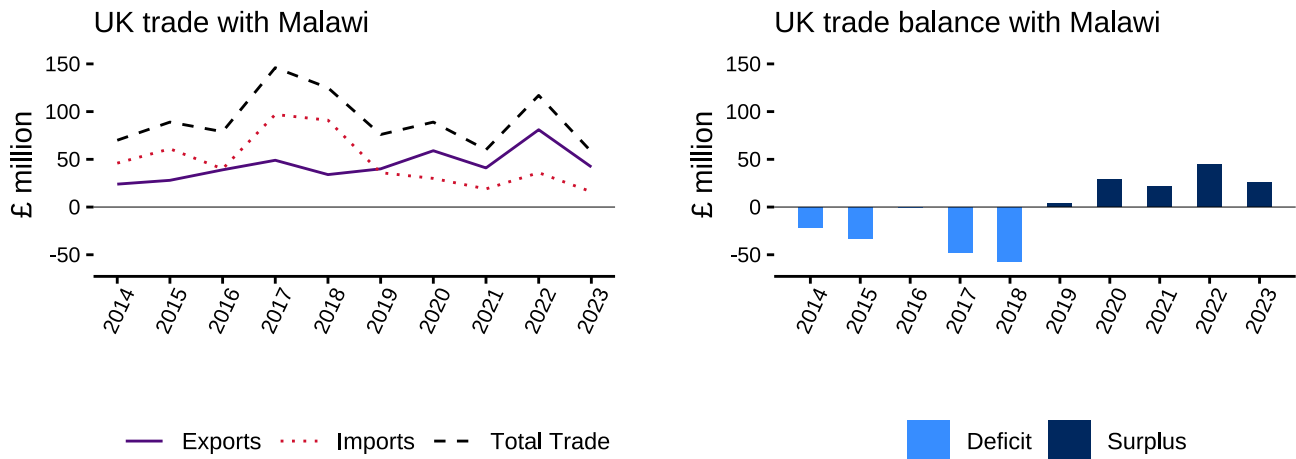 UK trade with Malawi
150
100
50
0
-50
£ million
2014 2015 2016 2017 2018 2019 2020 2021 2022 2023
Exports Imports Total Trade
UK trade balance with Malawi
150
100
50
0
-50
£ million
2014 2015 2016 2017 2018 2019 2020 2021 2022 2023
Deficit Surplus